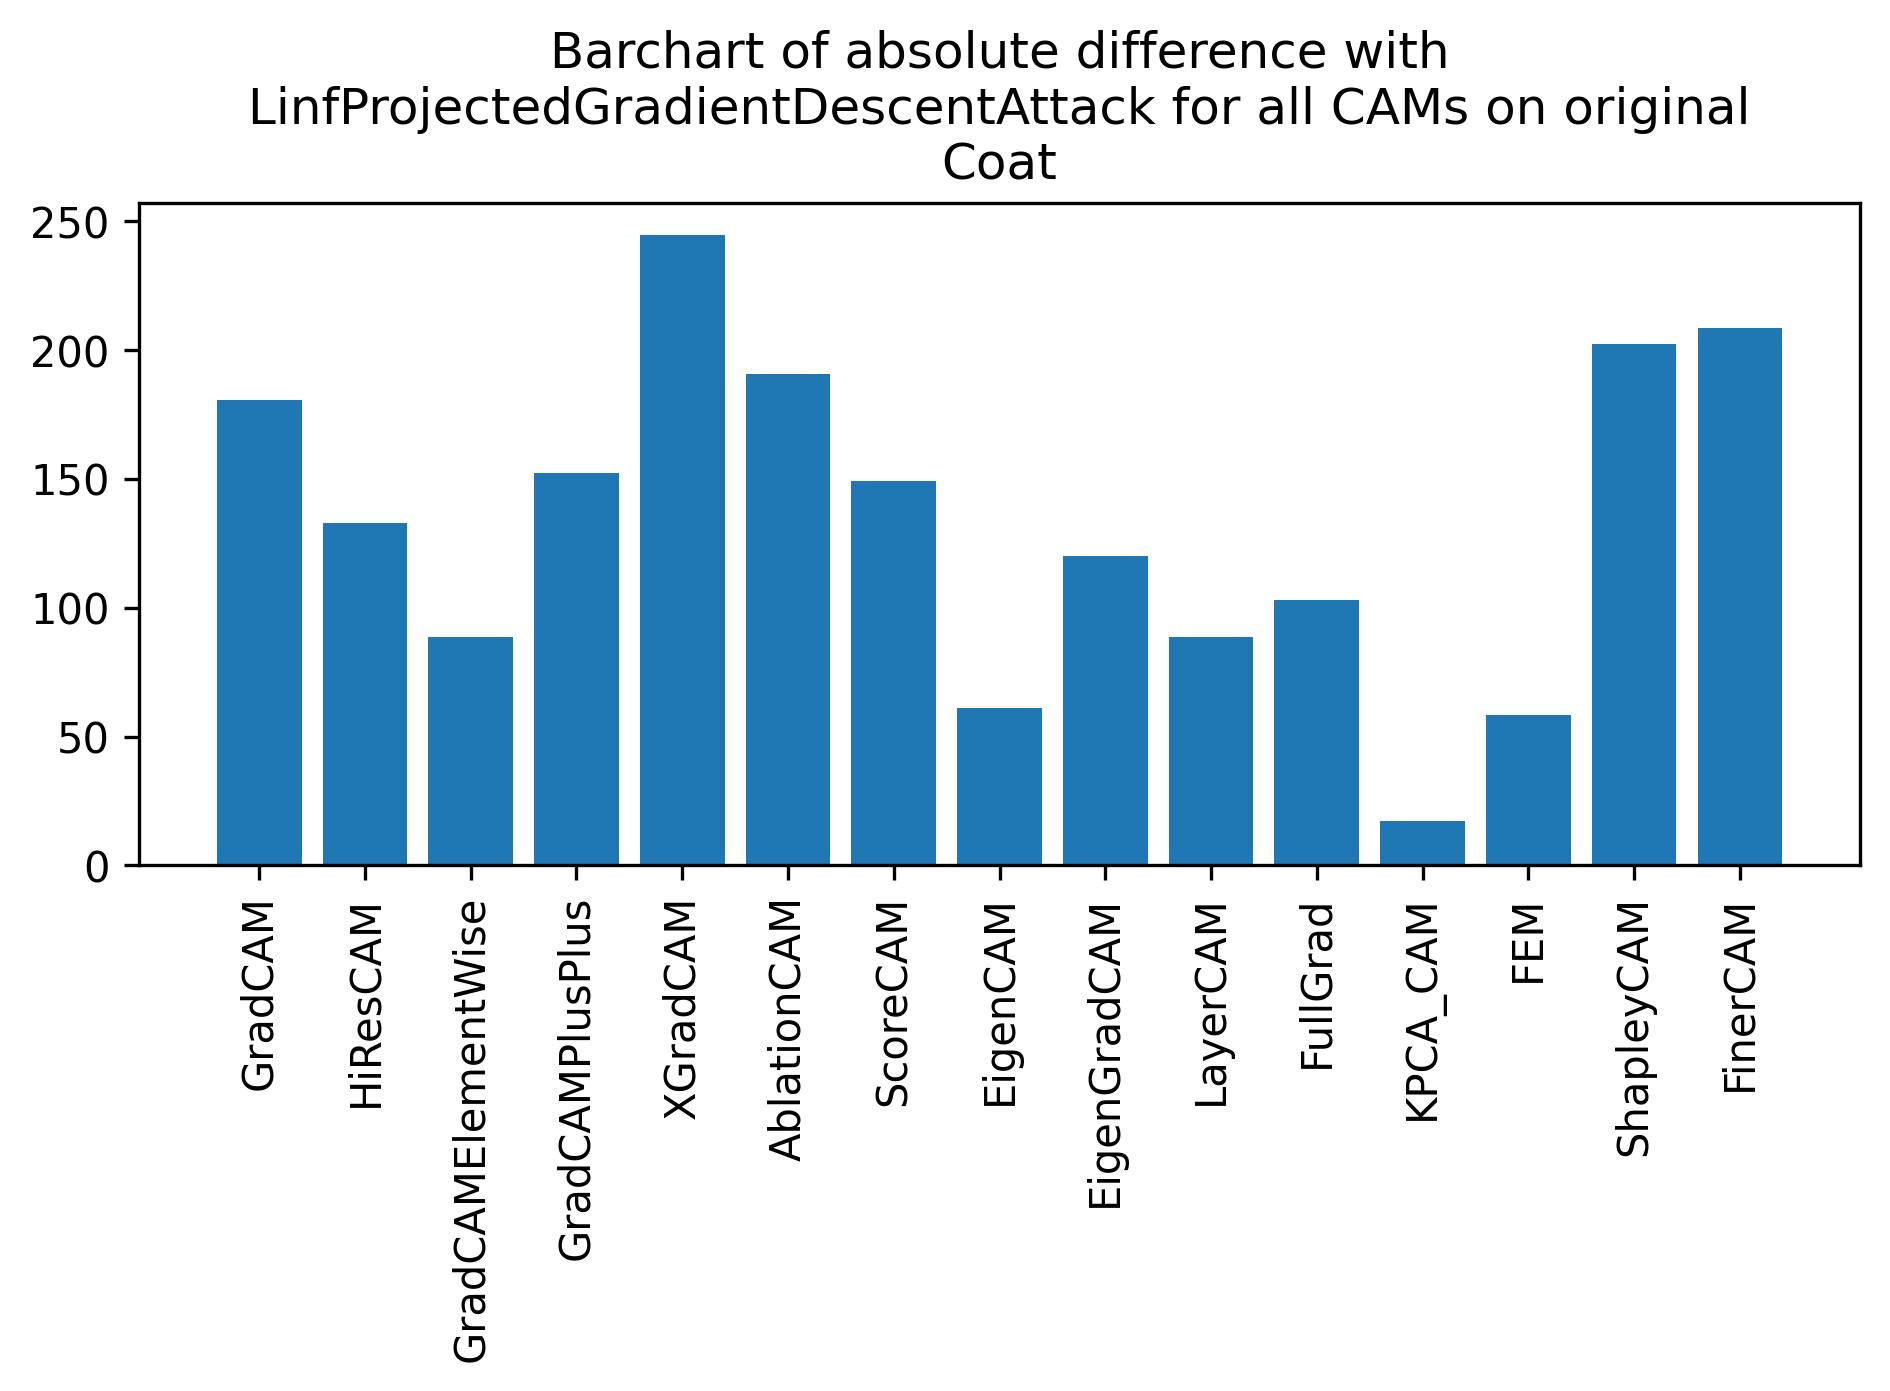 Barchart of absolute difference with
LinfProjectedGradientDescentAttack for all CAMs on original
Coat
250
200
150
100
50
0
GradCAM
HiResCAM
GradCAMElementWise
GradCAMPlusPlus
XGradCAM
AblationCAM
ScoreCAM
EigenCAM
EigenGradCAM
LayerCAM
FullGrad
KPCA_CAM
FEM
ShapleyCAM
FinerCAM